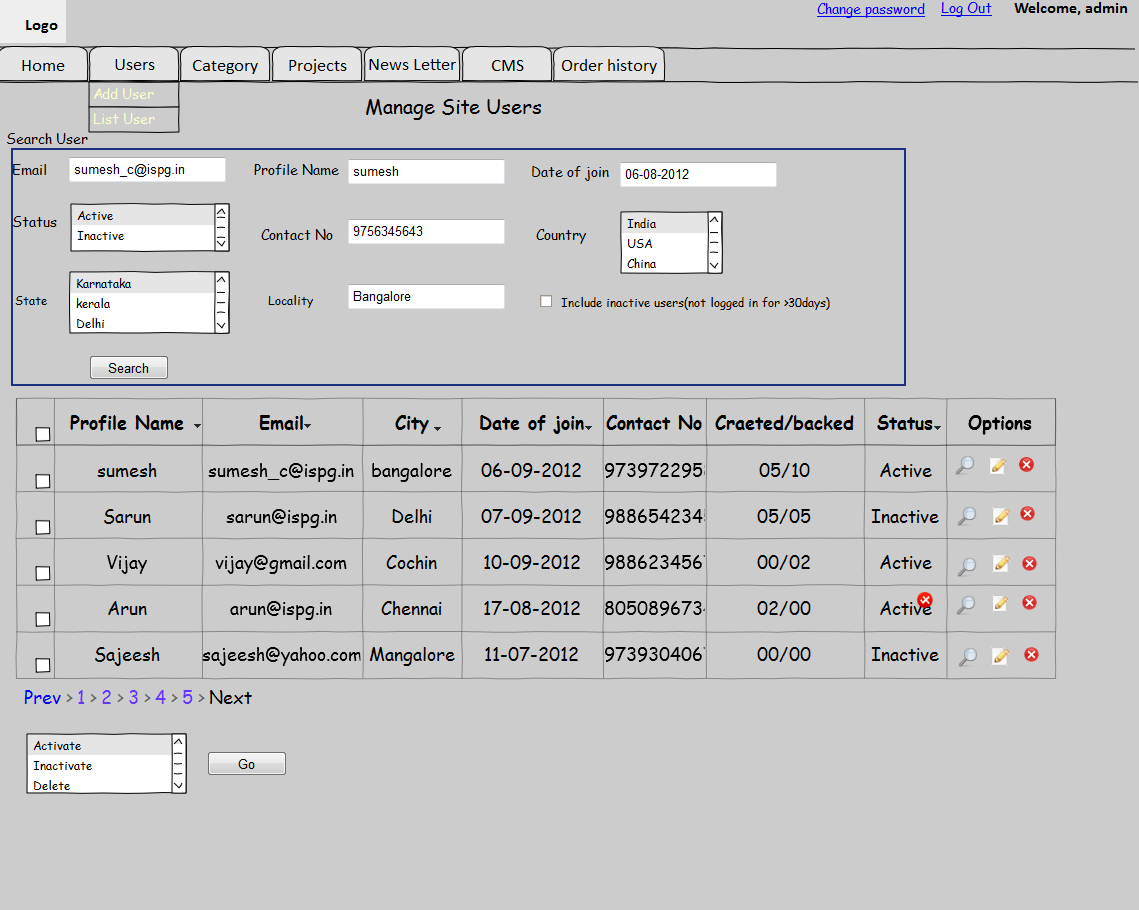 Change password Log Out Welcome, admin
Logo
Home Users Category Projects News Letter CMS Order history
Add User
List User
Manage Site Users
Search User
Email sumesh_c@ispg.in Profile Name sumesh Date of join 06-08-2012
Status Active Inactive Contact No 9756345643 Country India USA China
State Karnataka kerala Delhi Locality Bangalore Include inactive users(not logged in for >30days)
Search
Profile Name Email City Date of join Contact No Craeted/backed Status Options
sumesh sumesh_c@ispg.in bangalore 06-09-2012 973972295 05/10 Active
Sarun sarun@ispg.in Delhi 07-09-2012 988654234 05/05 Inactive
Vijay vijay@gmail.com Cochin 10-09-2012 988623456 00/02 Active
Arun arun@ispg.in Chennai 17-08-2012 805089673 02/00 Active
Sajeesh sajeesh@yahoo.com Mangalore 11-07-2012 973930406 00/00 Inactive
Prev > 1 > 2 > 3 > 4 > 5 > Next
Activate
Inactivate Go
Delete